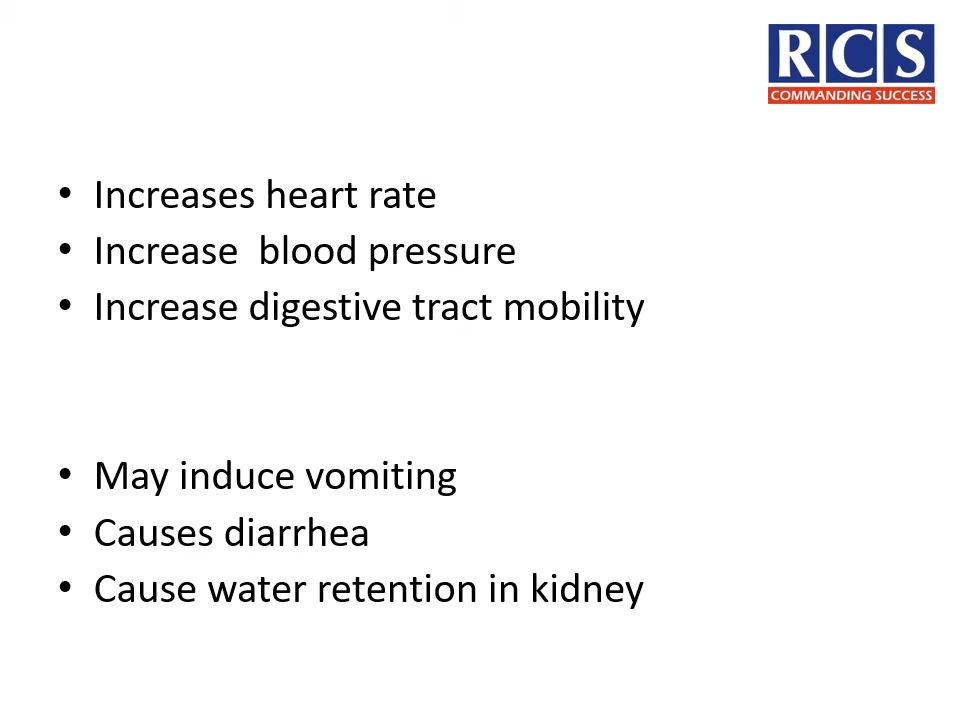 RCS
COMMANDING SUCCESS
• Increases heart rate
• Increase  blood pressure
• Increase digestive tract mobility
• May induce vomiting
• Causes diarrhea
• Cause water retention in kidney